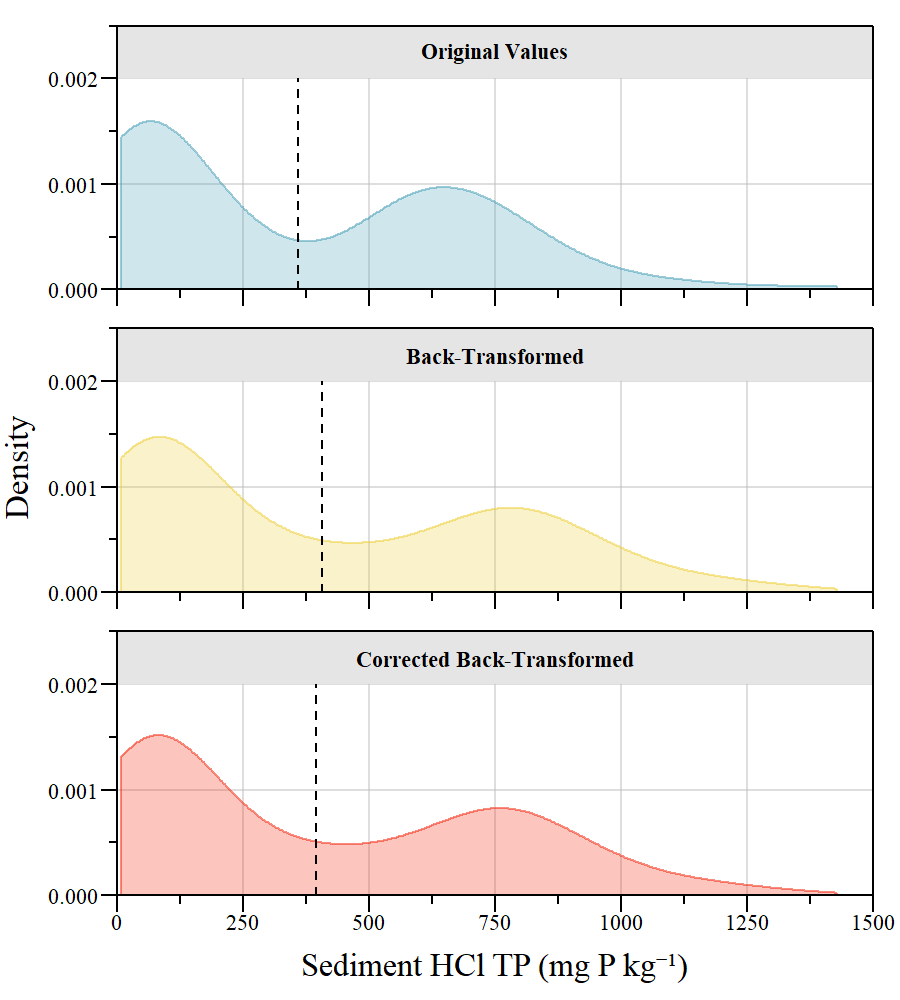 Original Values
0.002
0.001
0.000
Back-Transformed
0.002
0.001
0.000
Corrected Back-Transformed
0.002
0.001
0.000
0 250 500 750 1000 1250 1500
Sediment HCl TP (mg P kg⁻¹)
Density